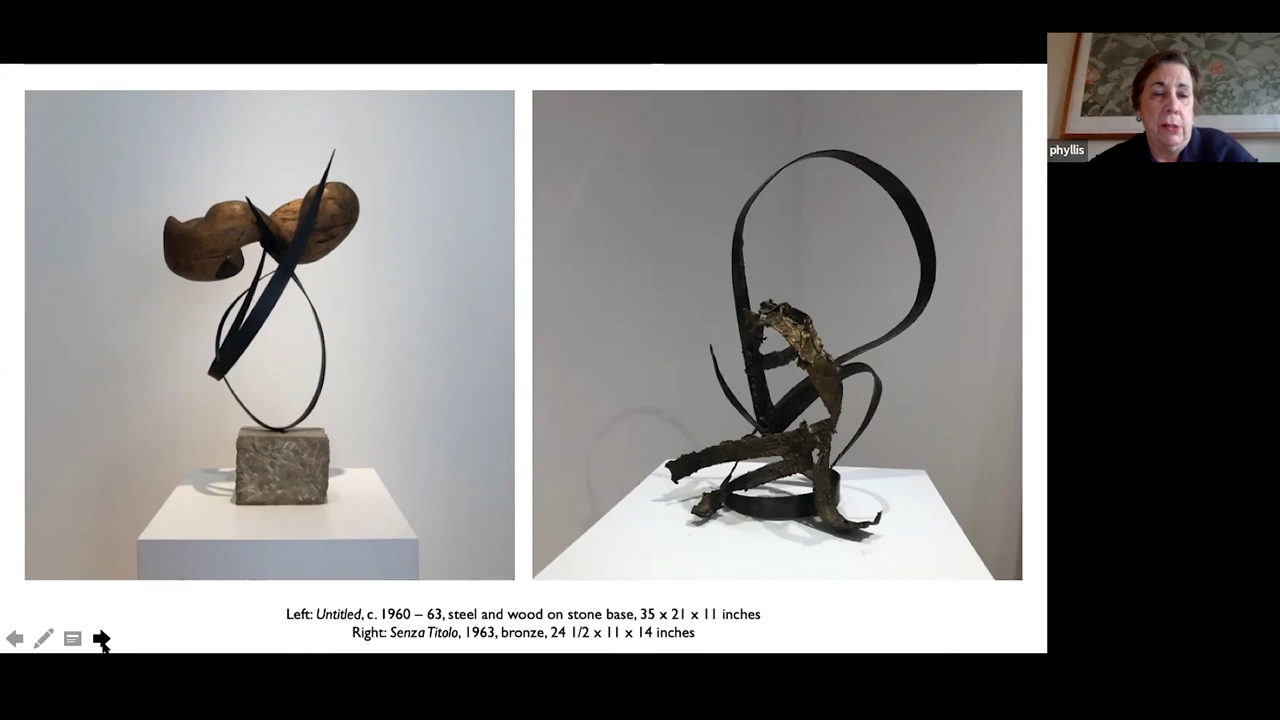 phyllis
Left: Untitled, c. 1960 – 63, steel and wood on stone base, 35 x 21 x 11 inches
Right: Senza Titolo, 1963, bronze, 24 1/2 x 11 x 14 inches